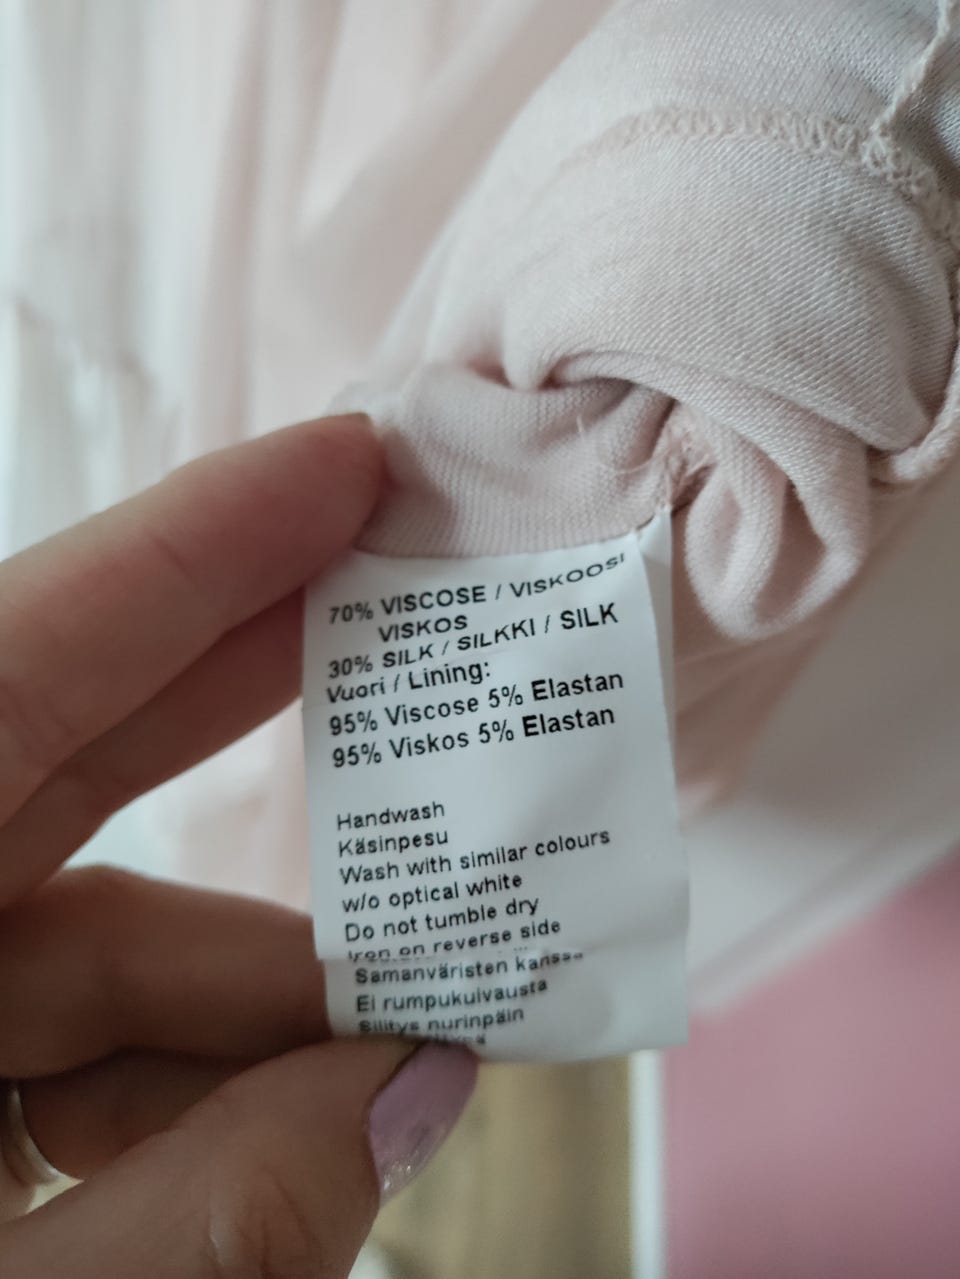 70% VISCOSE / VISKOOSI
VISKOS
30% SILK / SILKKI / SILK
Vuori / Lining:
95% Viscose 5% Elastan
95% Viskos 5% Elastan
Handwash
Käsinpesu
Wash with similar colours
w/o optical white
Do not tumble dry
Iron on reverse side
Samanväristen kanssa
Ei rumpukuivausta
Silitys nurinpäin